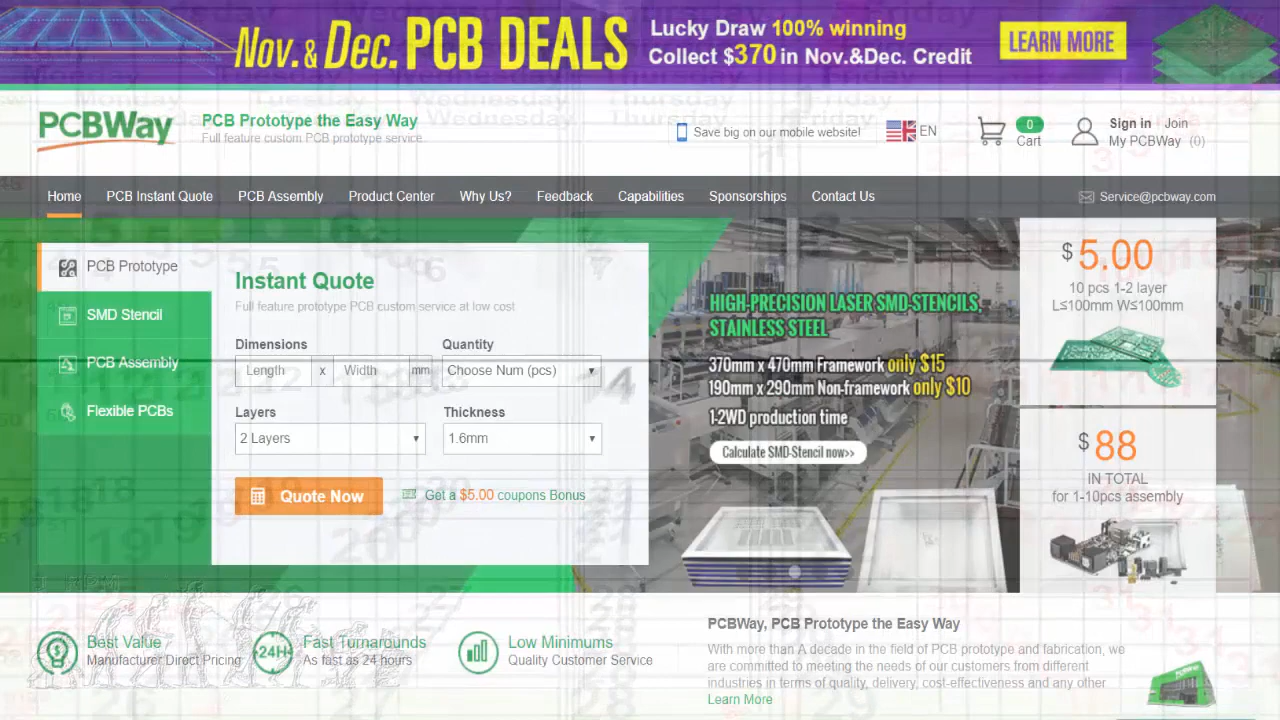 Nov. & Dec. PCB DEALS
Lucky Draw 100% winning
Collect $370 in Nov.&Dec. Credit
LEARN MORE
Monday Tuesday Wednesday Thursday Friday
PCBWay
PCB Prototype the Easy Way
Full feature custom PCB prototype service
Save big on our mobile website!
EN
0
Cart
Sign in Join
My PCBWay (0)
Home PCB Instant Quote PCB Assembly Product Center Why Us? Feedback Capabilities Sponsorships Contact Us
Service@pcbway.com
PCB Prototype
SMD Stencil
PCB Assembly
Flexible PCBs
Instant Quote
Full feature prototype PCB custom service at low cost
Dimensions
Length x Width mm
Quantity
Choose Num (pcs)
Layers
2 Layers
Thickness
1.6mm
Quote Now
Get a $5.00 coupons Bonus
HIGH-PRECISION LASER SMD-STENCILS,
STAINLESS STEEL
370mm x 470mm Framework only $15
190mm x 290mm Non-framework only $10
1-2WD production time
Calculate SMD-Stencil now>>
$ 5.00
10 pcs 1-2 layer
L≤100mm W≤100mm
$ 88
IN TOTAL
for 1-10pcs assembly
Best Value
Manufacturer Direct Pricing
24H
Fast Turnarounds
As fast as 24 hours
Low Minimums
Quality Customer Service
PCBWay, PCB Prototype the Easy Way
With more than A decade in the field of PCB prototype and fabrication, we
are committed to meeting the needs of our customers from different
industries in terms of quality, delivery, cost-effectiveness and any other
Learn More